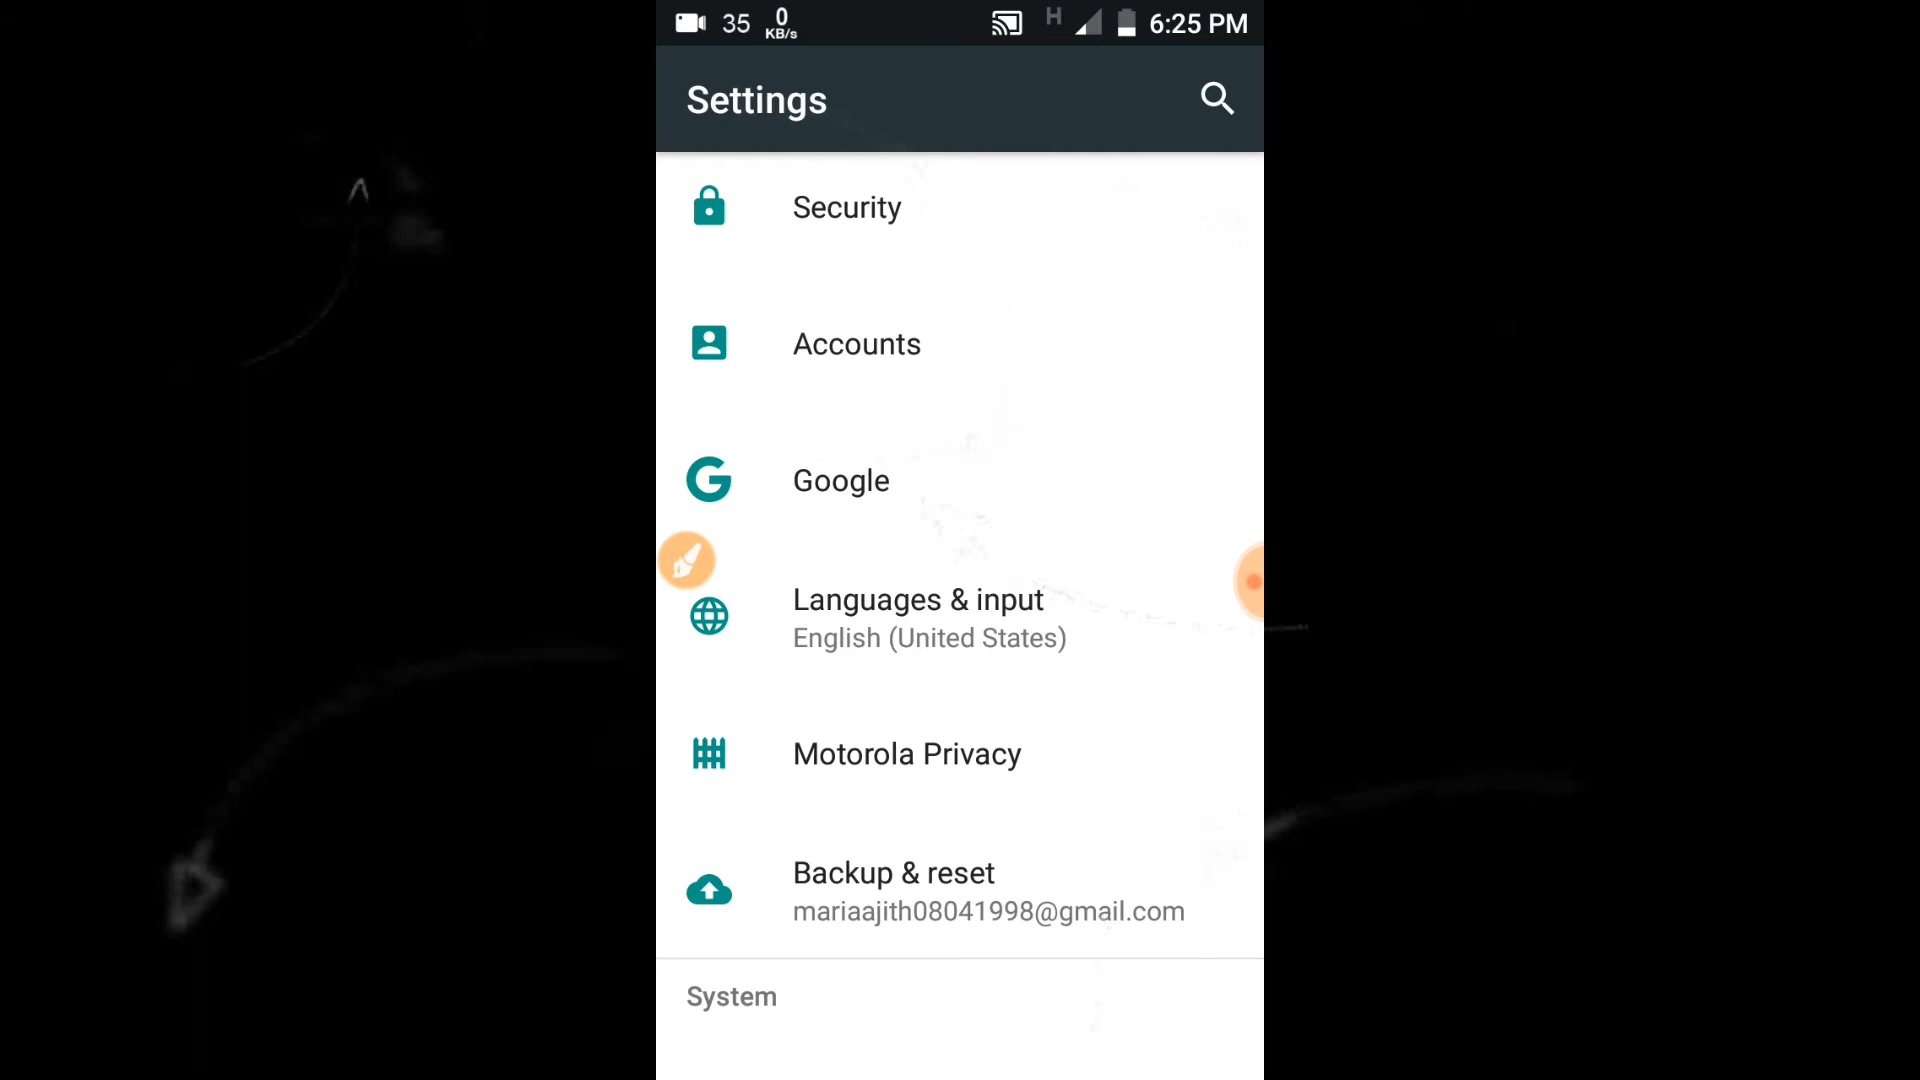 35 0 KB/s H 6:25 PM
Settings
Security
Accounts
Google
Languages & input
English (United States)
Motorola Privacy
Backup & reset
mariaajith08041998@gmail.com
System